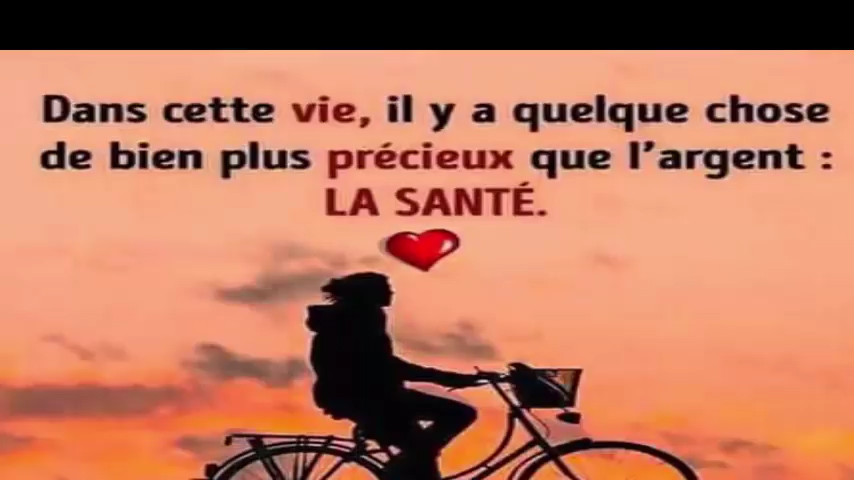 Dans cette vie, il y a quelque chose
de bien plus précieux que l'argent :
LA SANTÉ.